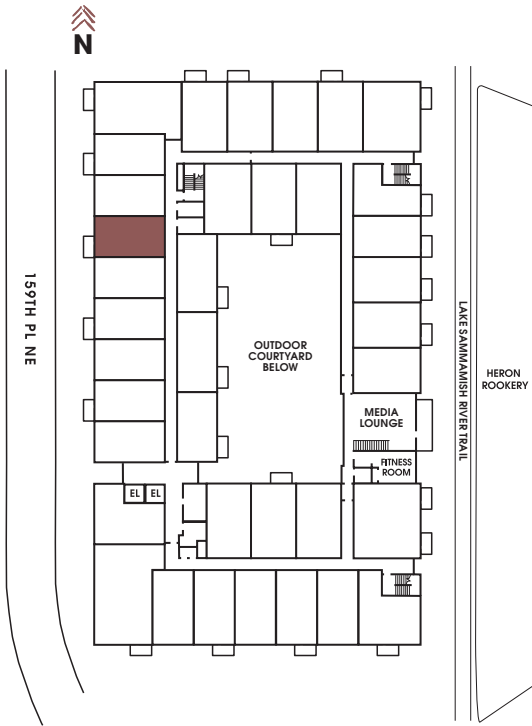 N
159TH PL NE
OUTDOOR
COURTYARD
BELOW
LAKE SAMMAMISH RIVER TRAIL
HERON
ROOKERY
MEDIA
LOUNGE
FITNESS
ROOM
EL EL